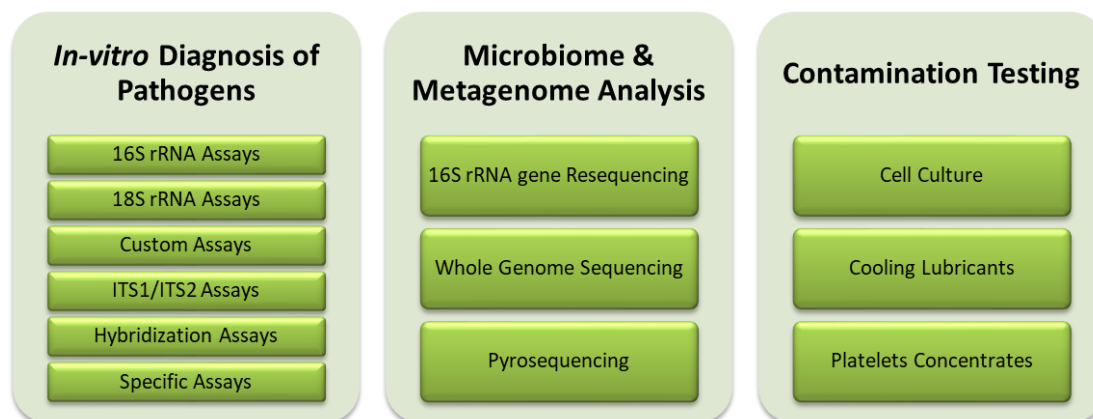 In-vitro Diagnosis of
Pathogens
16S rRNA Assays
18S rRNA Assays
Custom Assays
ITS1/ITS2 Assays
Hybridization Assays
Specific Assays
Microbiome &
Metagenome Analysis
16S rRNA gene Resequencing
Whole Genome Sequencing
Pyrosequencing
Contamination Testing
Cell Culture
Cooling Lubricants
Platelets Concentrates